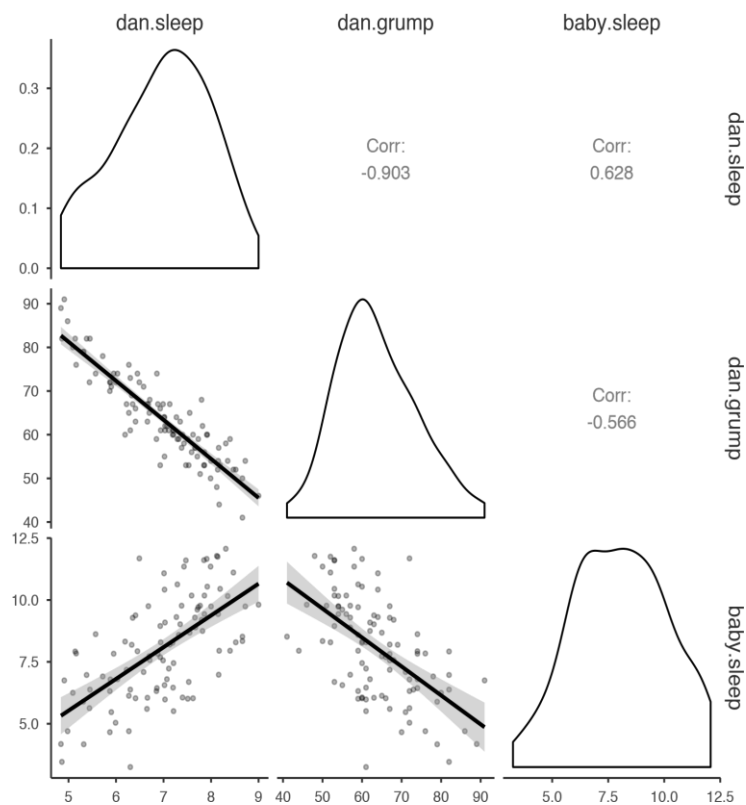 dan.sleep dan.grump baby.sleep
0.3
0.2
0.1
0.0
Corr:
-0.903
Corr:
0.628
dan.sleep
90
80
70
60
50
40
Corr:
-0.566
dan.grump
12.5
10.0
7.5
5.0
baby.sleep
5 6 7 8 9
40 50 60 70 80 90
5.0 7.5 10.0 12.5